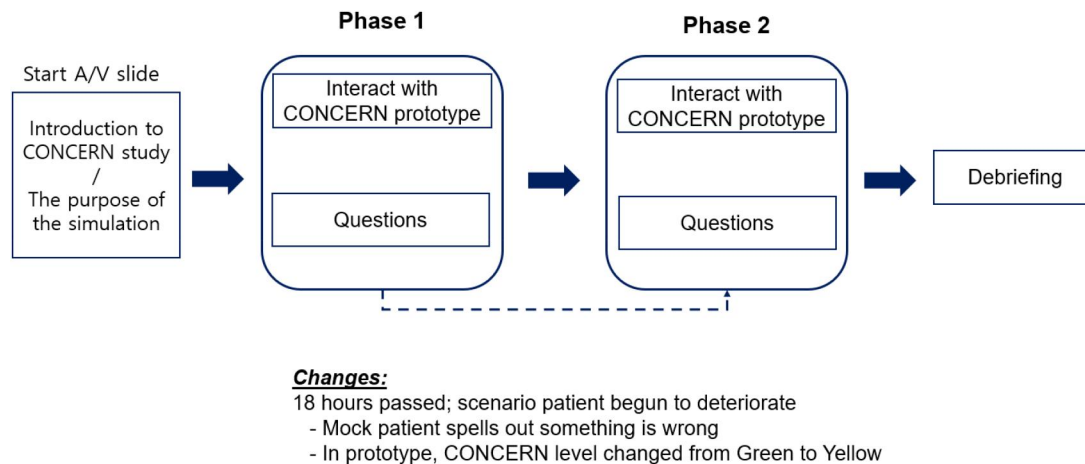 Phase 1
Phase 2
Start A/V slide
Introduction to
CONCERN study
/
The purpose of
the simulation
Interact with
CONCERN prototype
Questions
Interact with
CONCERN prototype
Questions
Debriefing
Changes:
18 hours passed; scenario patient begun to deteriorate
- Mock patient spells out something is wrong
- In prototype, CONCERN level changed from Green to Yellow